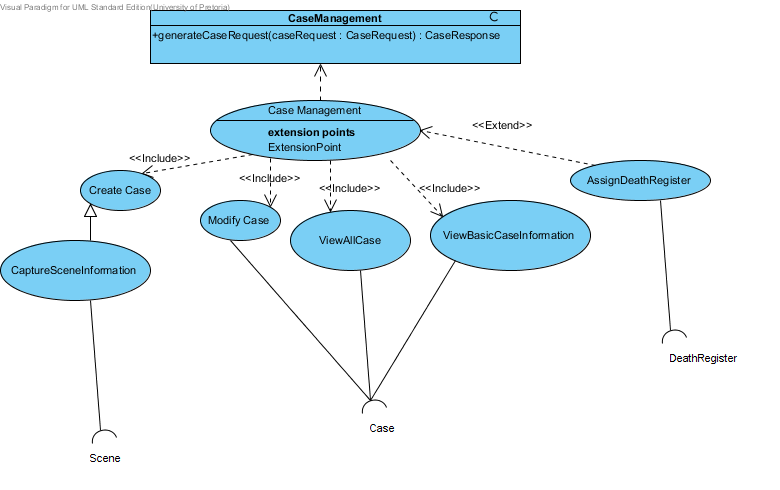 Visual Paradigm for UML Standard Edition(University of Pretoria)
CaseManagement
+generateCaseRequest(caseRequest : CaseRequest) : CaseResponse
Case Management
extension points
ExtensionPoint
<<Extend>>
<<Include>>
<<Include>>
<<Include>>
<<Include>>
Create Case
AssignDeathRegister
Modify Case
ViewAllCase
ViewBasicCaseInformation
CaptureSceneInformation
DeathRegister
Case
Scene